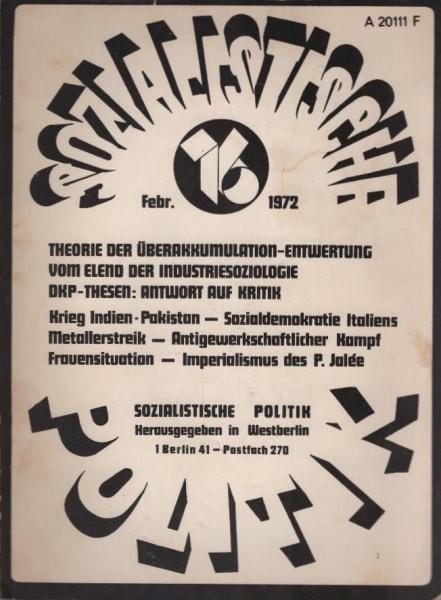 A 20111 F
SOZIALISTISCHE
16
Febr. 1972
THEORIE DER ÜBERAKKUMULATION-ENTWERTUNG
VOM ELEND DER INDUSTRIESOZIOLOGIE
DKP-THESEN: ANTWORT AUF KRITIK
Krieg Indien-Pakistan – Sozialdemokratie Italiens
Metallerstreik – Antigewerkschaftlicher Kampf
Frauensituation – Imperialismus des P. Jalée
SOZIALISTISCHE POLITIK
Herausgegeben in Westberlin
1 Berlin 41 – Postfach 270
POLITIK